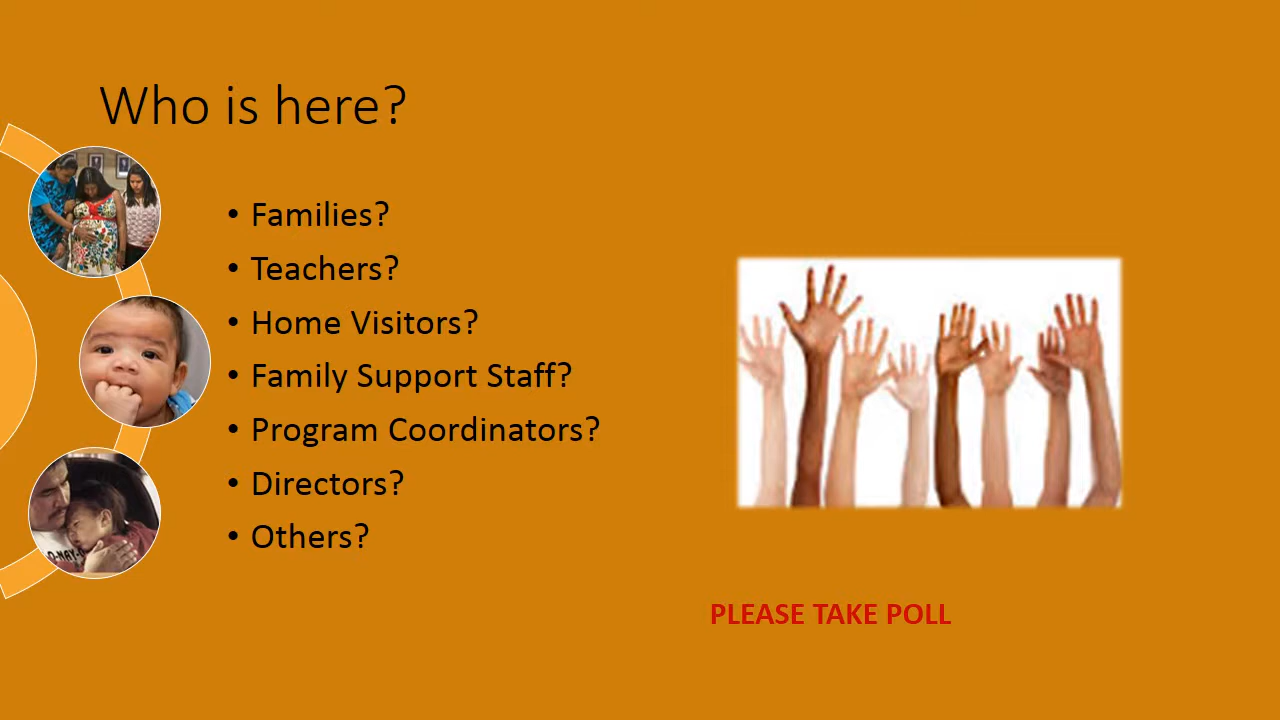 Who is here?
• Families?
• Teachers?
• Home Visitors?
• Family Support Staff?
• Program Coordinators?
• Directors?
• Others?
PLEASE TAKE POLL